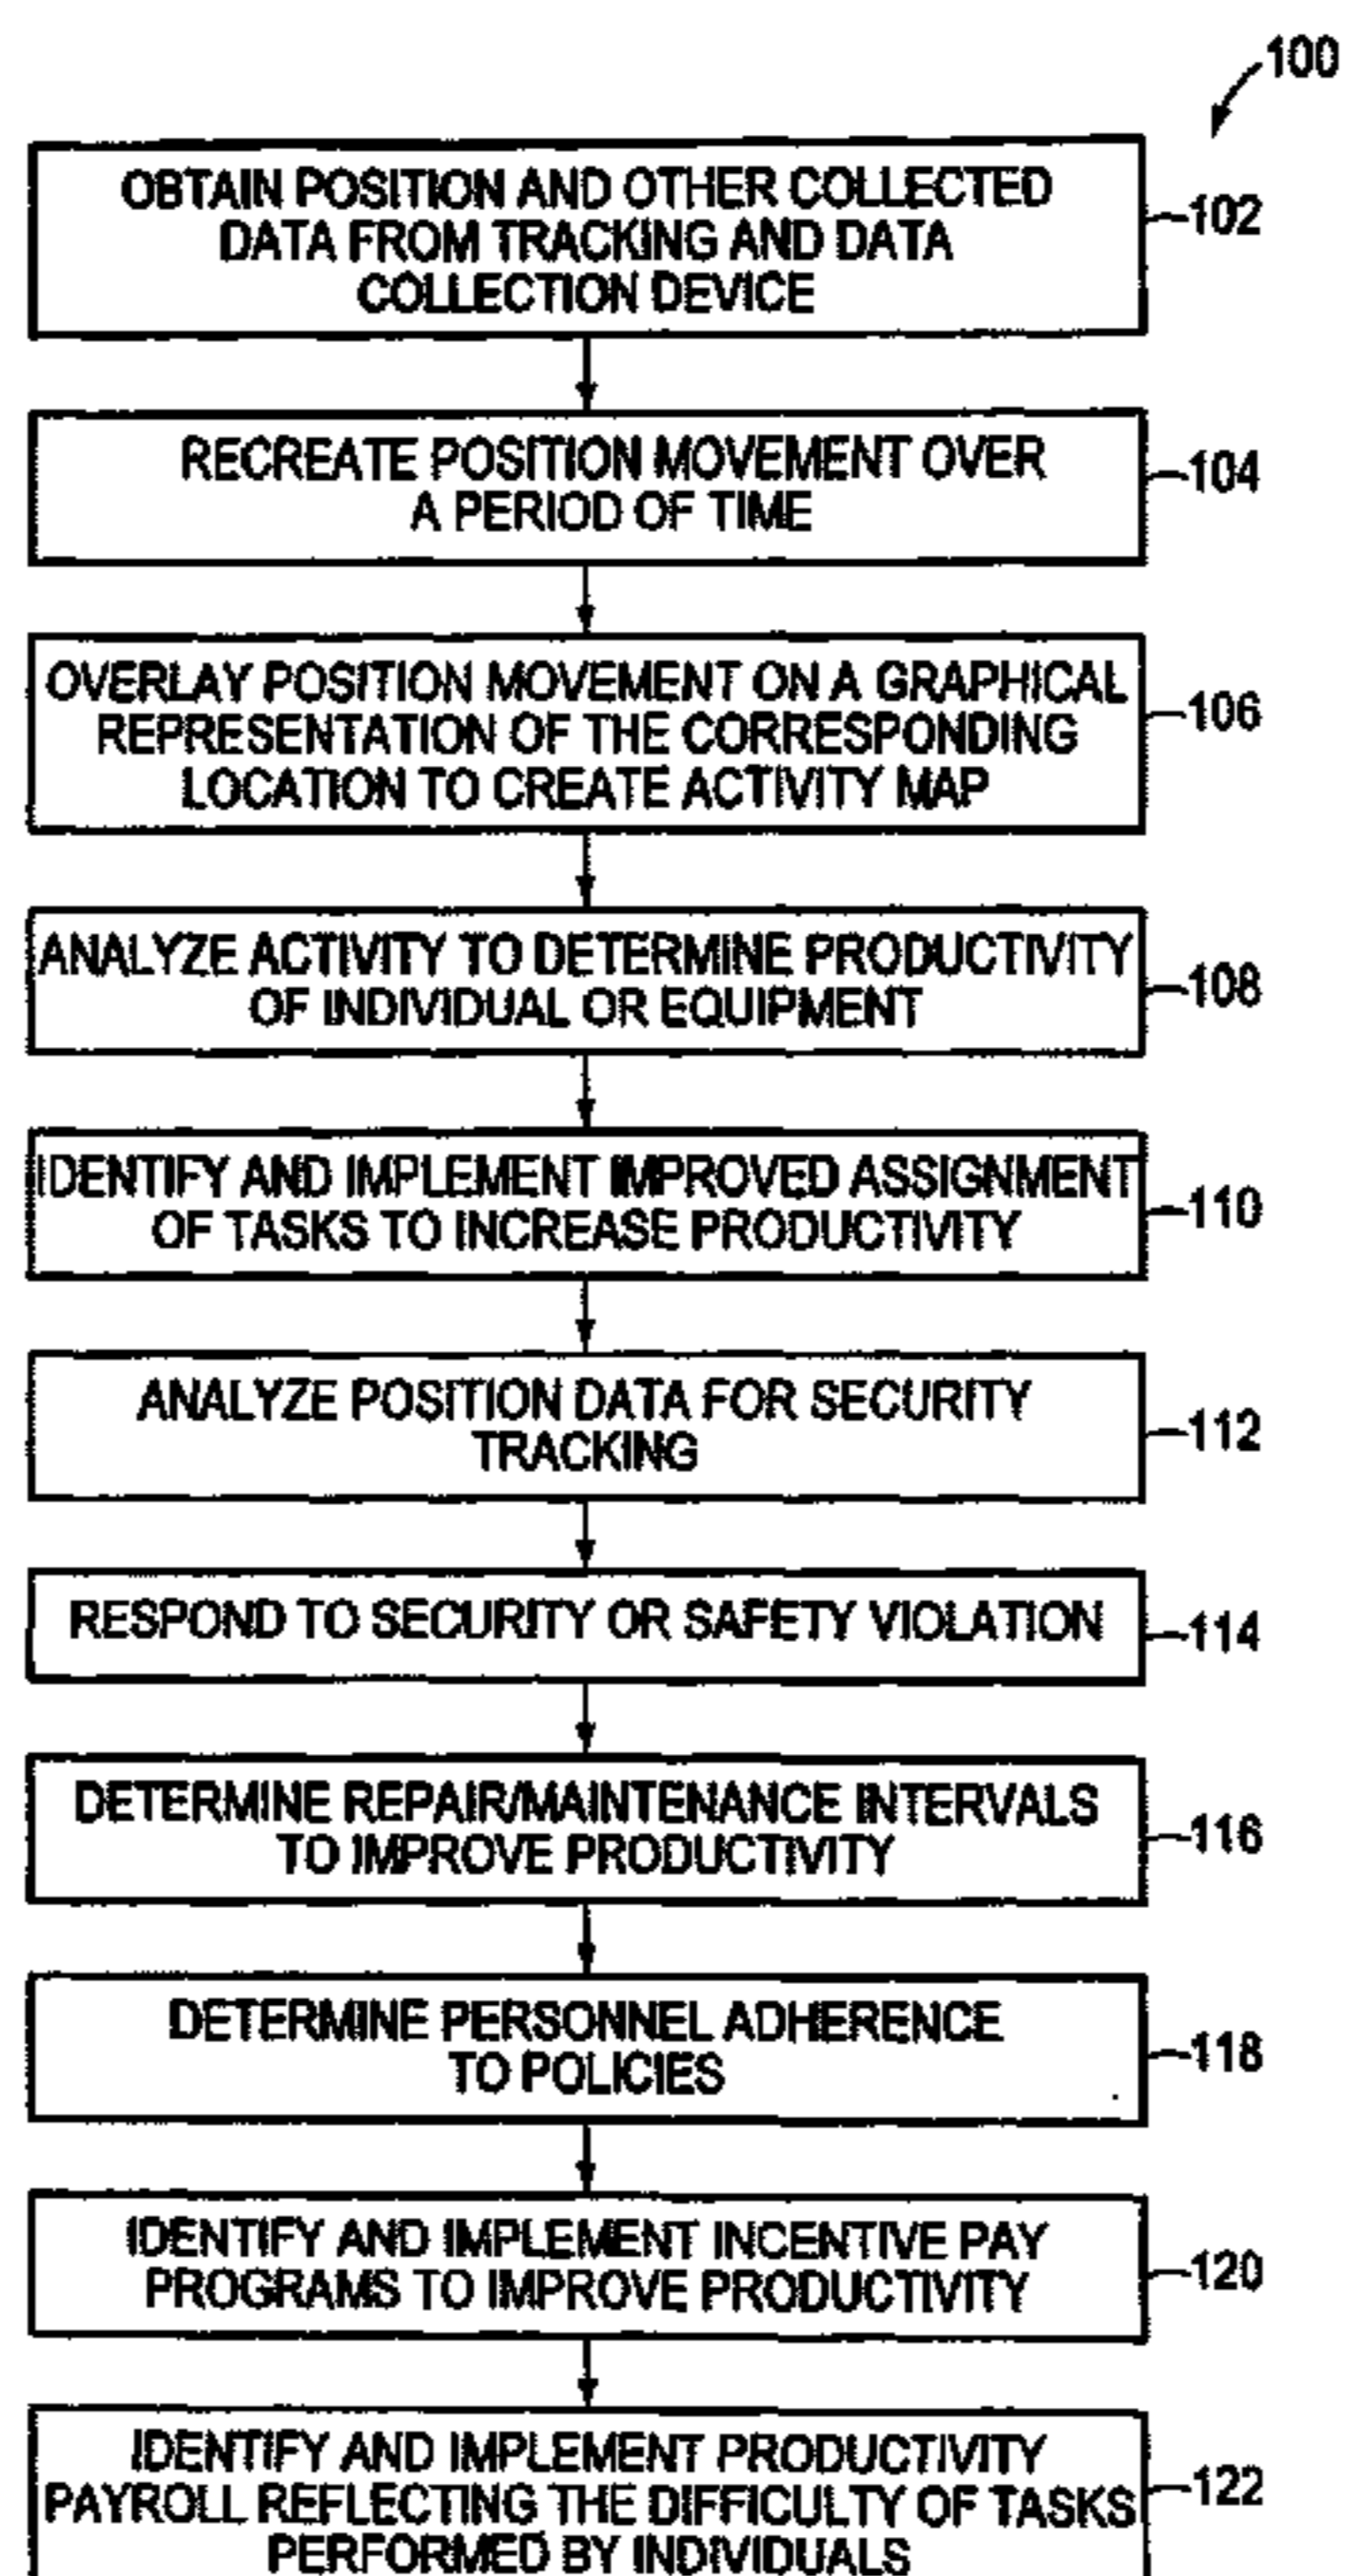 100
OBTAIN POSITION AND OTHER COLLECTED
DATA FROM TRACKING AND DATA
COLLECTION DEVICE
102
RECREATE POSITION MOVEMENT OVER
A PERIOD OF TIME
104
OVERLAY POSITION MOVEMENT ON A GRAPHICAL
REPRESENTATION OF THE CORRESPONDING
LOCATION TO CREATE ACTIVITY MAP
106
ANALYZE ACTIVITY TO DETERMINE PRODUCTIVITY
OF INDIVIDUAL OR EQUIPMENT
108
IDENTIFY AND IMPLEMENT IMPROVED ASSIGNMENT
OF TASKS TO INCREASE PRODUCTIVITY
110
ANALYZE POSITION DATA FOR SECURITY
TRACKING
112
RESPOND TO SECURITY OR SAFETY VIOLATION
114
DETERMINE REPAIR/MAINTENANCE INTERVALS
TO IMPROVE PRODUCTIVITY
116
DETERMINE PERSONNEL ADHERENCE
TO POLICIES
118
IDENTIFY AND IMPLEMENT INCENTIVE PAY
PROGRAMS TO IMPROVE PRODUCTIVITY
120
IDENTIFY AND IMPLEMENT PRODUCTIVITY
PAYROLL REFLECTING THE DIFFICULTY OF TASKS
PERFORMED BY INDIVIDUALS
122